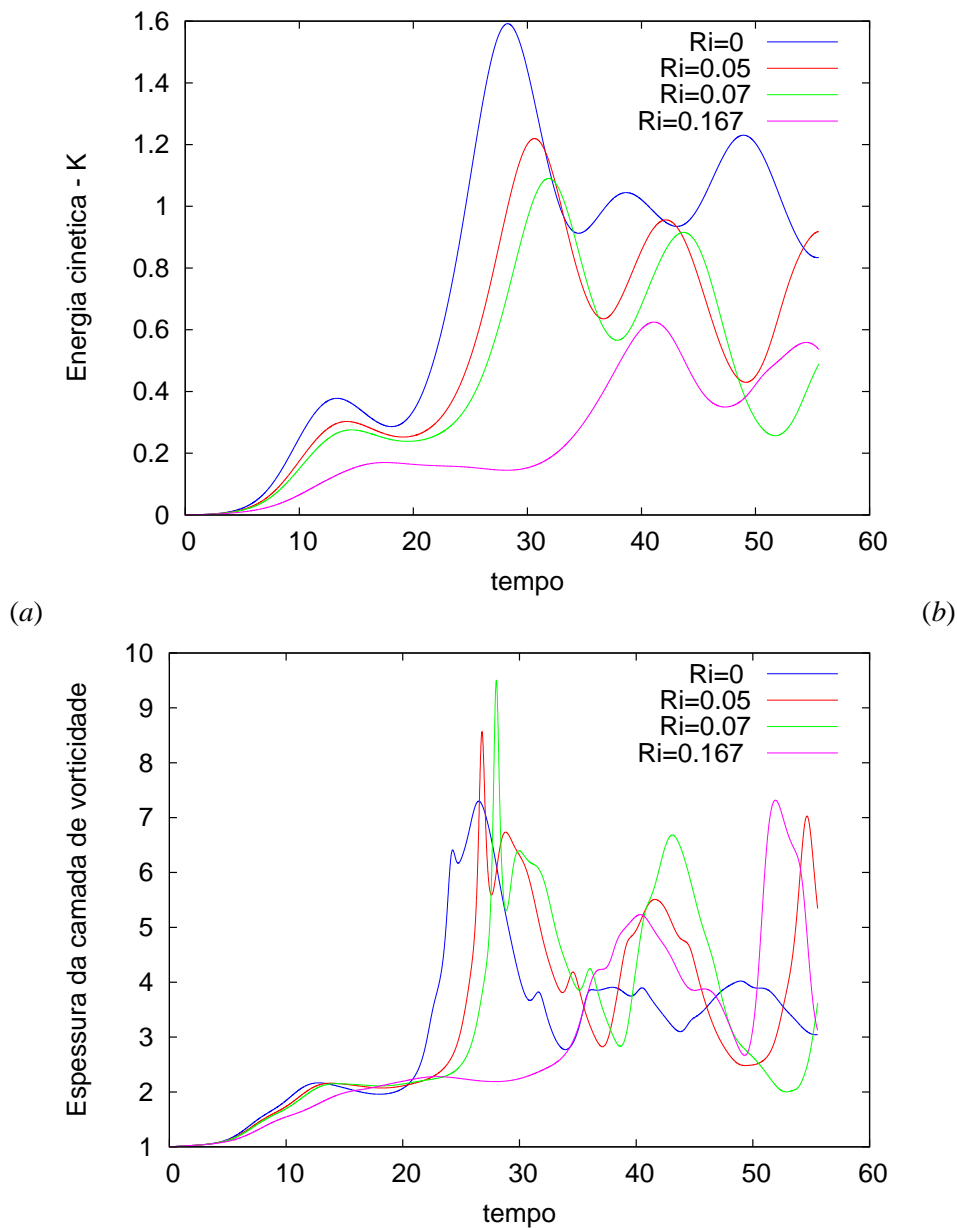 1.6
1.4
1.2
1
0.8
0.6
0.4
0.2
0
Energia cinetica - K
Ri=0
Ri=0.05
Ri=0.07
Ri=0.167
0 10 20 30 40 50 60
tempo
(a) (b)
10
9
8
7
6
5
4
3
2
1
Espessura da camada de vorticidade
Ri=0
Ri=0.05
Ri=0.07
Ri=0.167
0 10 20 30 40 50 60
tempo